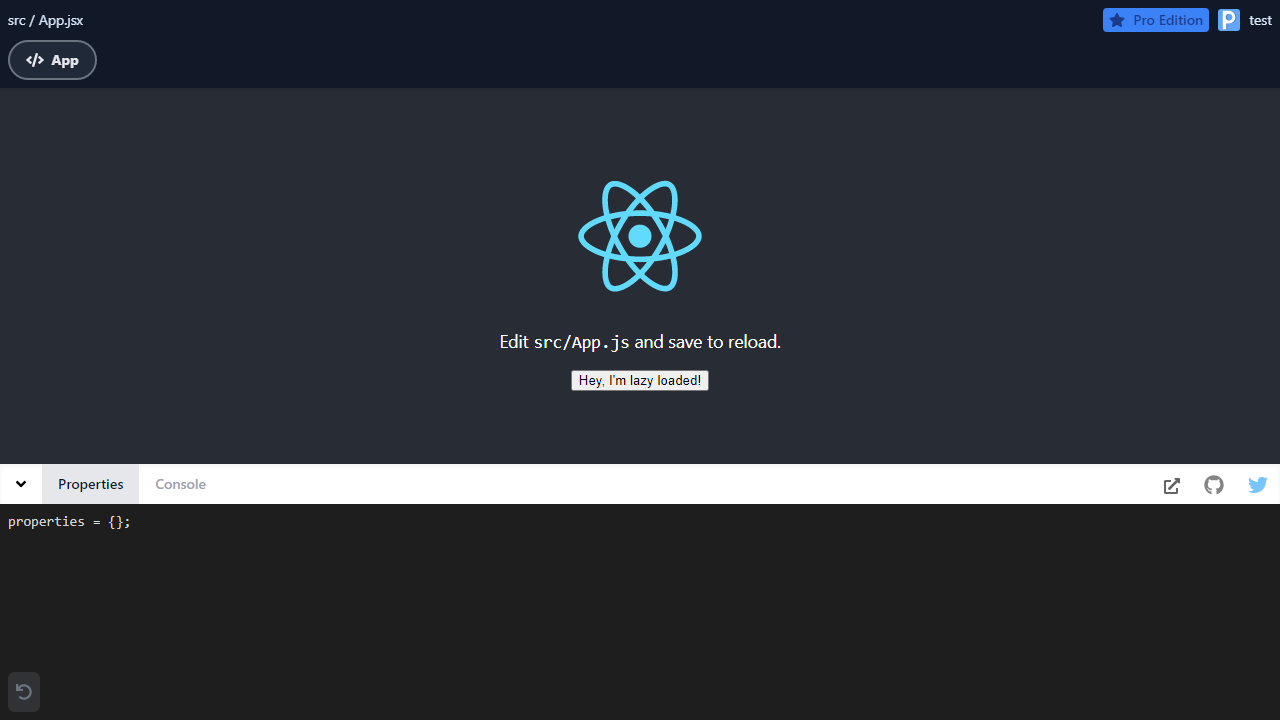 src / App.jsx
Pro Edition
P
test
App
Edit src/App.js and save to reload.
Hey, I'm lazy loaded!
Properties
Console
properties = {};